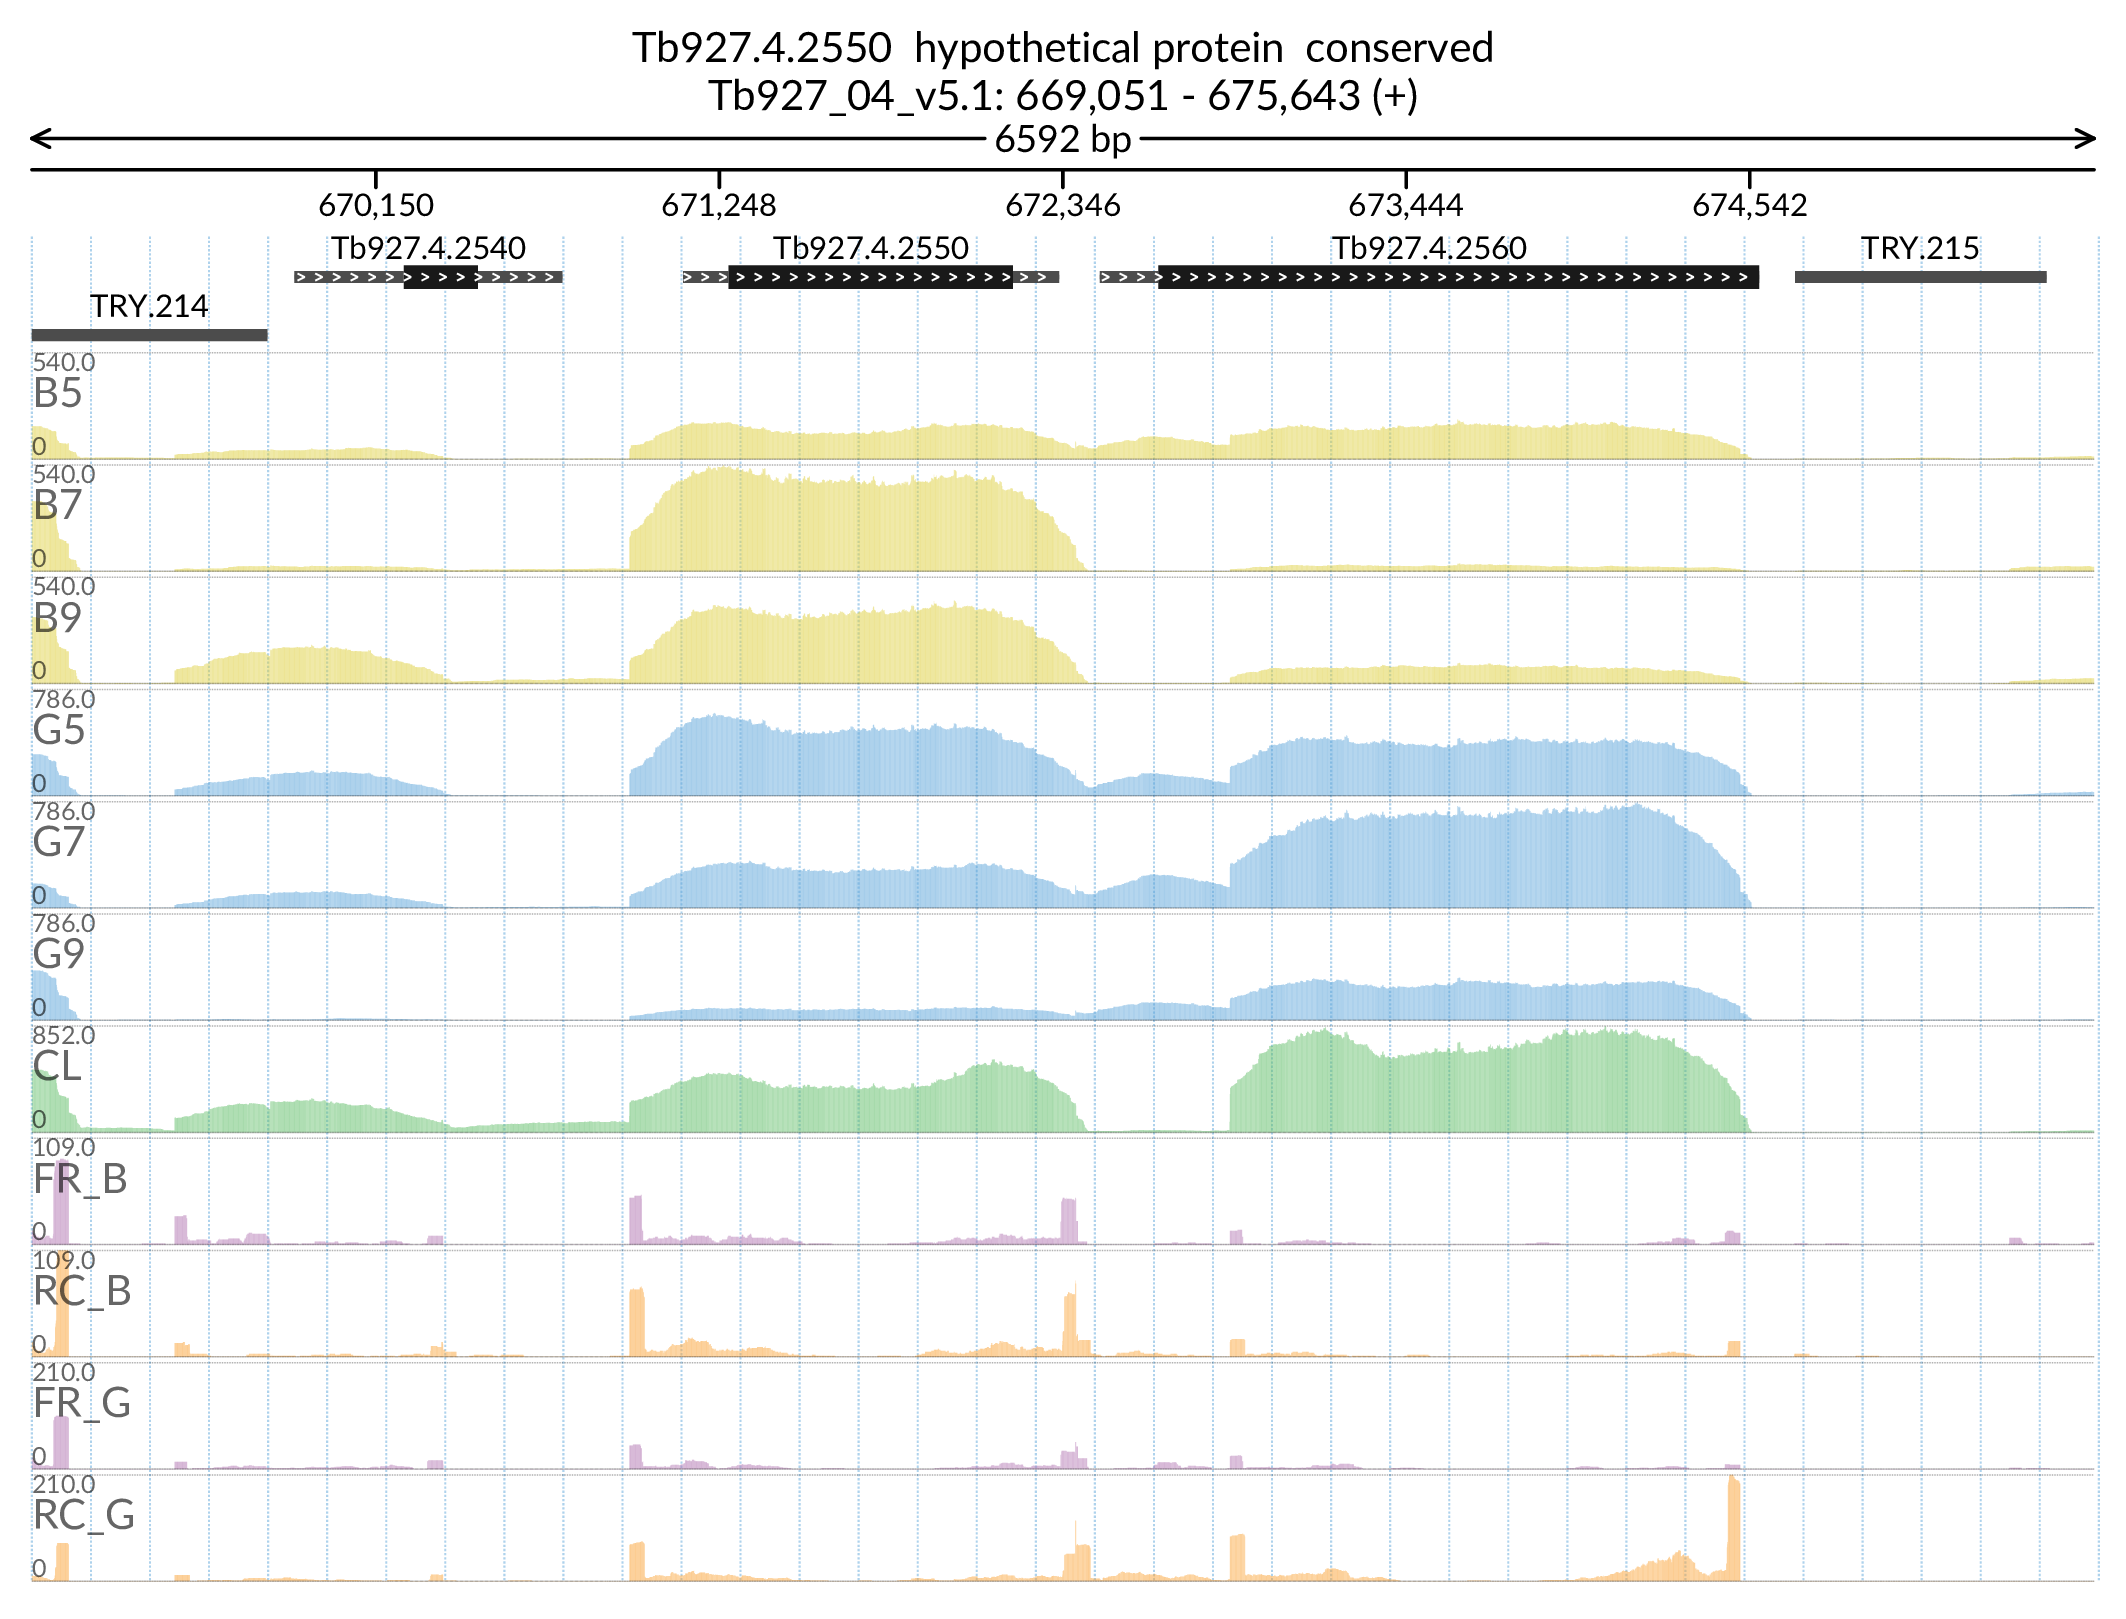 Tb927.4.2550  hypothetical protein  conserved
Tb927_04_v5.1: 669,051 - 675,643 (+)
6592 bp
670,150 671,248 672,346 673,444 674,542
Tb927.4.2540 Tb927.4.2550 Tb927.4.2560 TRY.215
TRY.214
540.0
B5
0
540.0
B7
0
540.0
B9
0
786.0
G5
0
786.0
G7
0
786.0
G9
0
852.0
CL
0
109.0
FR_B
0
109.0
RC_B
0
210.0
FR_G
0
210.0
RC_G
0